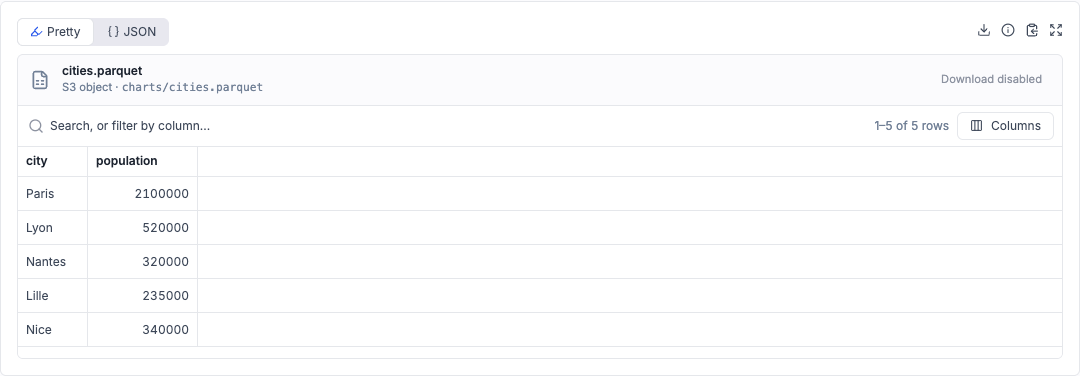 Pretty
{ } JSON
cities.parquet
S3 object · charts/cities.parquet
Download disabled
Search, or filter by column...
1–5 of 5 rows
Columns
city population
Paris 2100000
Lyon 520000
Nantes 320000
Lille 235000
Nice 340000